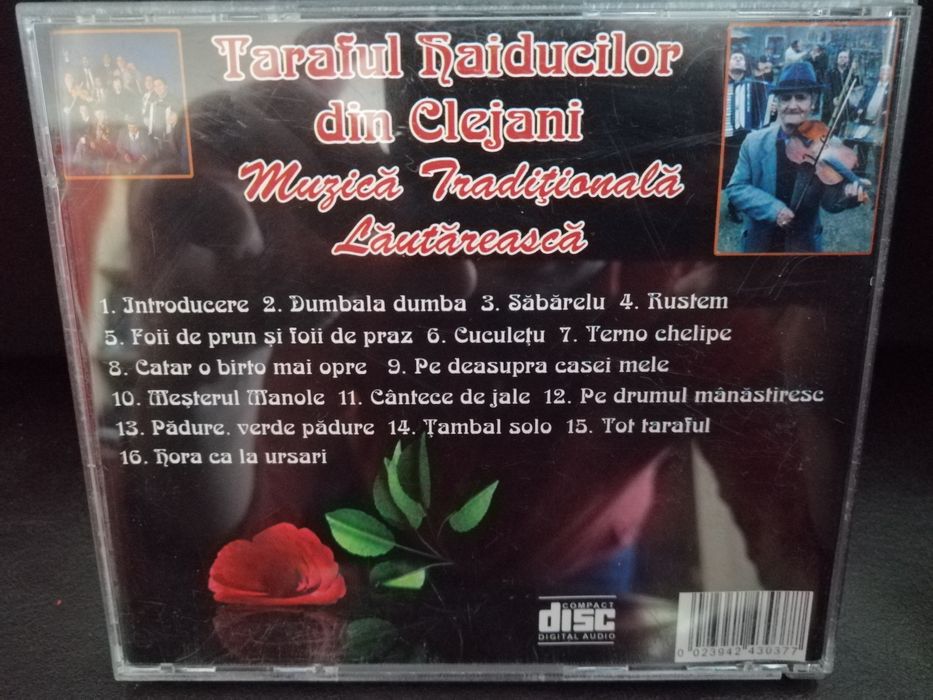 Taraful Haiducilor
din Clejani
Muzică Tradiţională
Lăutărească
1. Introducere 2. Dumbala dumba 3. Săbărelu 4. Rustem
5. Foii de prun și foii de praz 6. Cuculețu 7. Terno chelipe
8. Catar o birto mai opre 9. Pe deasupra casei mele
10. Meșterul Manole 11. Cântece de jale 12. Pe drumul mânăstiresc
13. Pădure, verde pădure 14. Țambal solo 15. Tot taraful
16. Hora ca la ursari
COMPACT
disc
DIGITAL AUDIO
0 023942 430377